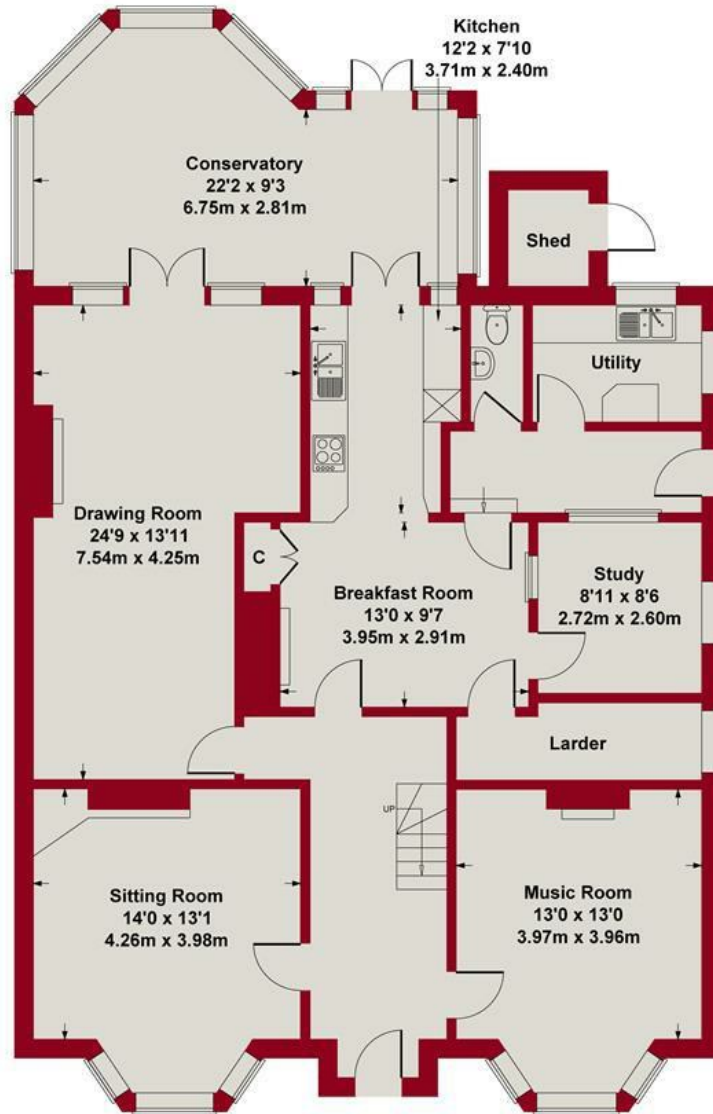 Kitchen
12'2 x 7'10
3.71m x 2.40m
Conservatory
22'2 x 9'3
6.75m x 2.81m
Shed
Utility
Drawing Room
24'9 x 13'11
7.54m x 4.25m
C
Breakfast Room
13'0 x 9'7
3.95m x 2.91m
Study
8'11 x 8'6
2.72m x 2.60m
Larder
UP
Sitting Room
14'0 x 13'1
4.26m x 3.98m
Music Room
13'0 x 13'0
3.97m x 3.96m